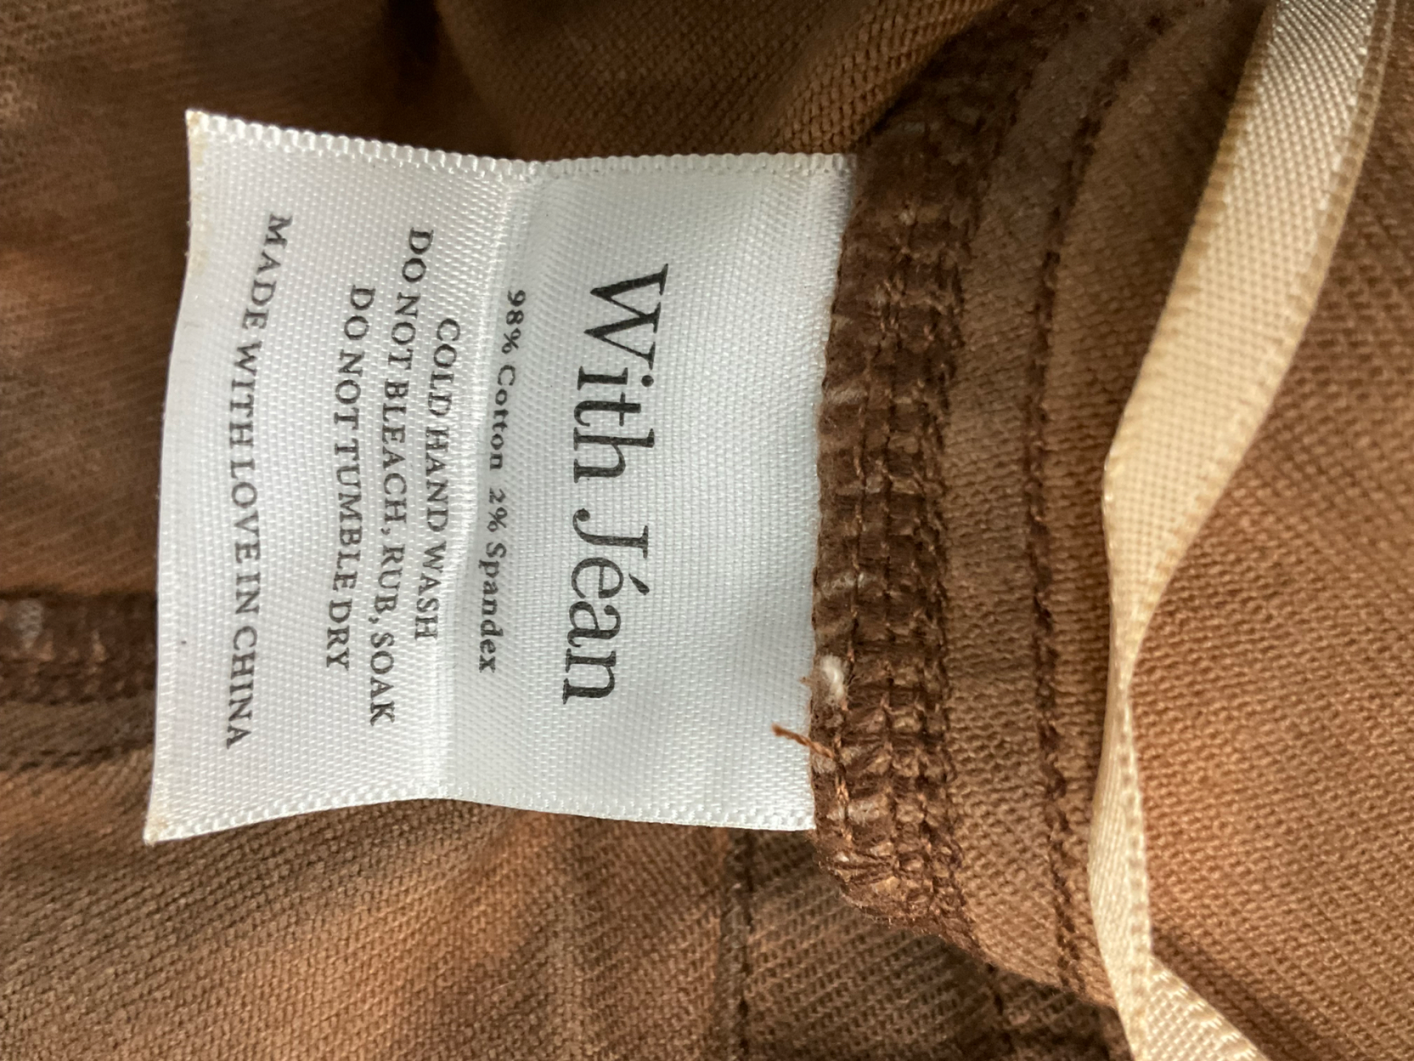 With Jéan
98% Cotton 2% Spandex
COLD HAND WASH
DO NOT BLEACH, RUB, SOAK
DO NOT TUMBLE DRY
MADE WITH LOVE IN CHINA